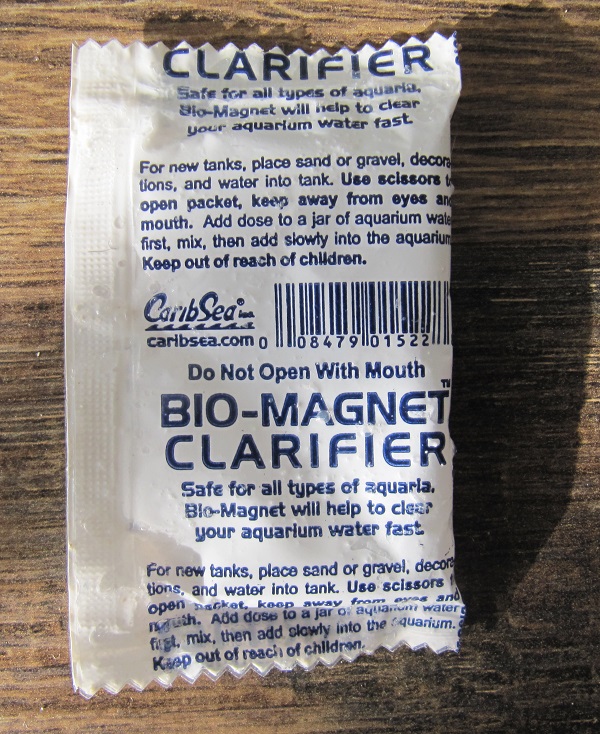 CLARIFIER
Safe for all types of aquaria.
Bio-Magnet will help to clear
your aquarium water fast.
For new tanks, place sand or gravel, decora-
tions, and water into tank. Use scissors t
open packet, keep away from eyes and
mouth. Add dose to a jar of aquarium wate
first, mix, then add slowly into the aquarium
Keep out of reach of children.
CaribSea® inc.
caribsea.com 0 08479 01522
Do Not Open With Mouth
BIO-MAGNET™
CLARIFIER
Safe for all types of aquaria.
Bio-Magnet will help to clear
your aquarium water fast.
For new tanks, place sand or gravel, decora
tions, and water into tank. Use scissors t
open packet, keep away from eyes and
mouth. Add dose to a jar of aquarium water
first, mix, then add slowly into the aquarium.
Keep out of reach of children.